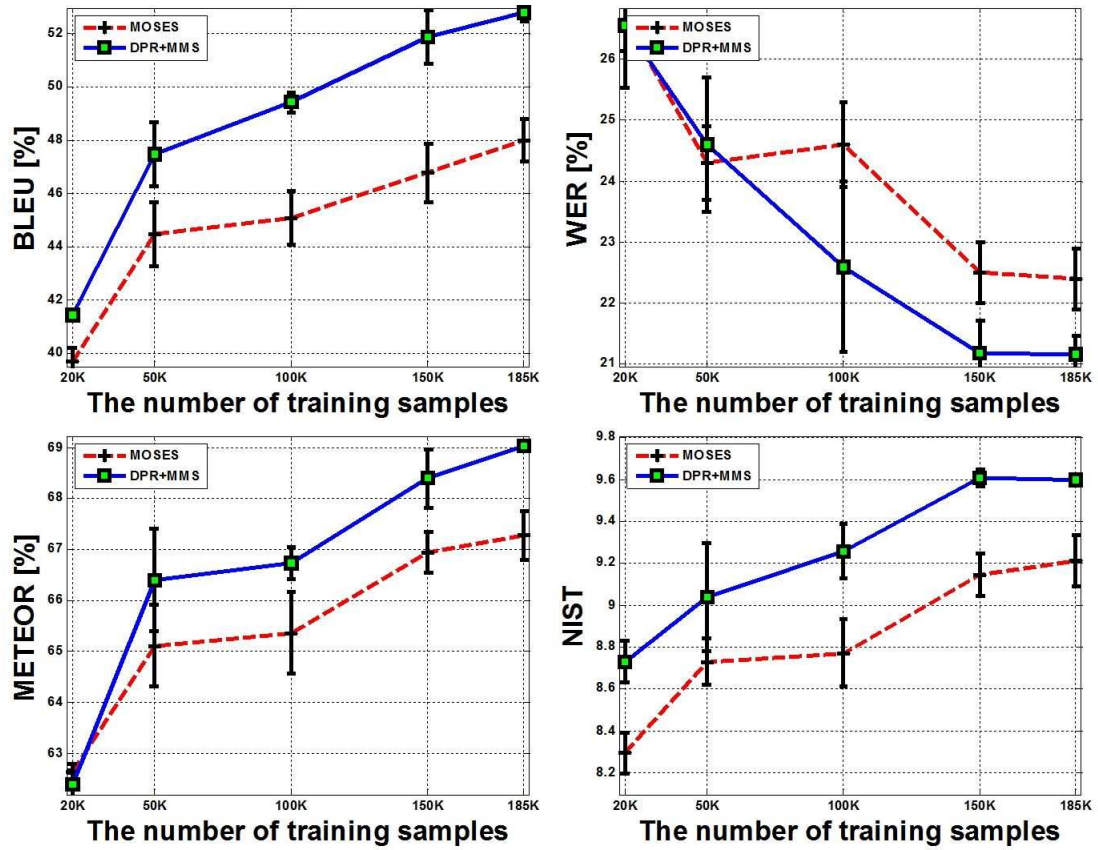 MOSES
DPR+MMS
52
50
48
46
44
42
40
BLEU [%]
20K 50K 100K 150K 185K
The number of training samples
MOSES
DPR+MMS
26
25
24
23
22
21
WER [%]
20K 50K 100K 150K 185K
The number of training samples
MOSES
DPR+MMS
69
68
67
66
65
64
63
METEOR [%]
20K 50K 100K 150K 185K
The number of training samples
MOSES
DPR+MMS
9.8
9.6
9.4
9.2
9
8.8
8.6
8.4
8.2
NIST
20K 50K 100K 150K 185K
The number of training samples